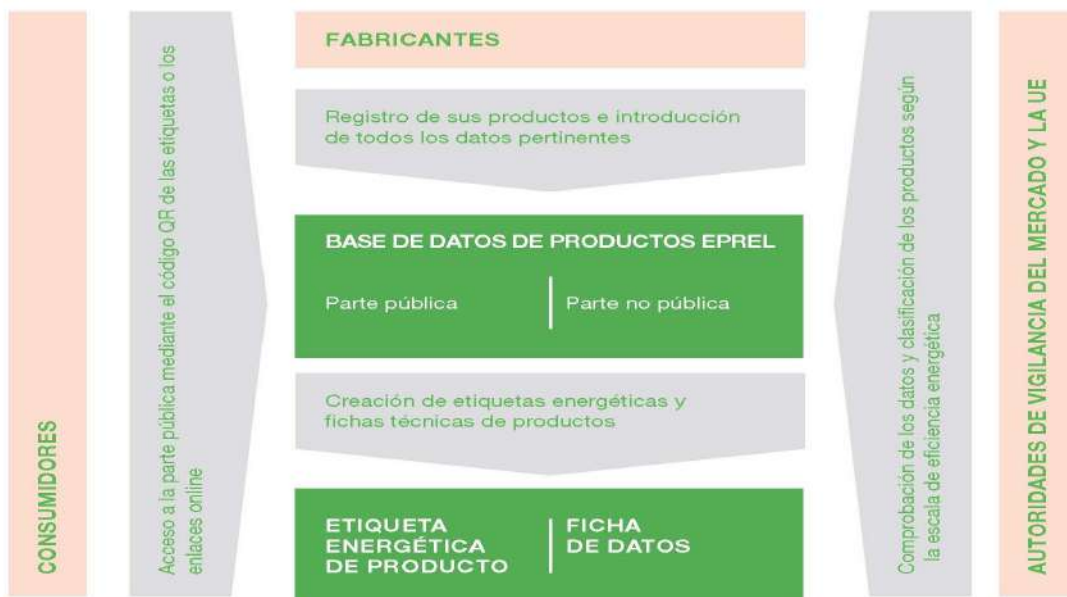 CONSUMIDORES
Acceso a la parte pública mediante el código QR de las etiquetas o los
enlaces online
FABRICANTES
Registro de sus productos e introducción
de todos los datos pertinentes
BASE DE DATOS DE PRODUCTOS EPREL
Parte pública
Parte no pública
Creación de etiquetas energéticas y
fichas técnicas de productos
ETIQUETA
ENERGÉTICA
DE PRODUCTO
FICHA
DE DATOS
Comprobación de los datos y clasificación de los productos según
la escala de eficiencia energética
AUTORIDADES DE VIGILANCIA DEL MERCADO Y LA UE